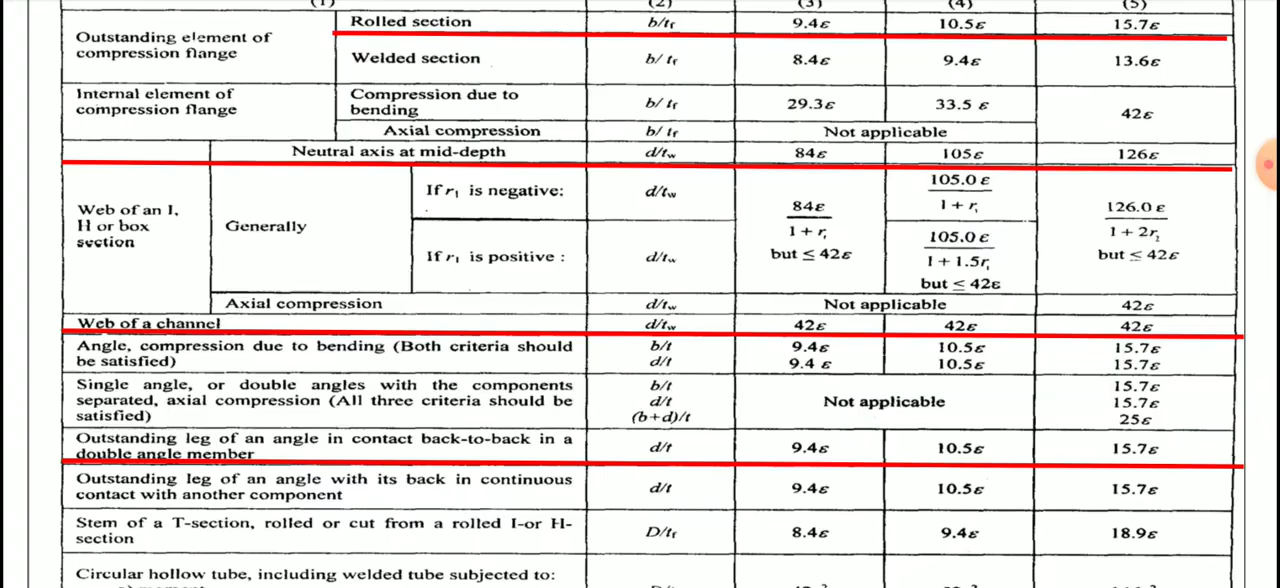 (1) (2) (3) (4) (5)
Outstanding element of compression flange Rolled section b/tf 9.4ε 10.5ε 15.7ε
Welded section b/ tf 8.4ε 9.4ε 13.6ε
Internal element of compression flange Compression due to bending b/ tf 29.3ε 33.5 ε 42ε
Axial compression b/ tf Not applicable
Web of an I, H or box section Neutral axis at mid-depth d/tw 84ε 105ε 126ε
Generally If r1 is negative: d/tw 84ε / 1 + r1 but ≤ 42ε 105.0 ε / 1 + r1 126.0 ε / 1 + 2r2 but ≤ 42ε
If r1 is positive : d/tw 105.0 ε / 1 + 1.5r1 but ≤ 42ε
Axial compression d/tw Not applicable 42ε
Web of a channel d/tw 42ε 42ε 42ε
Angle, compression due to bending (Both criteria should b/t 9.4ε 10.5ε 15.7ε
be satisfied) d/t 9.4 ε 10.5ε 15.7ε
Single angle, or double angles with the components b/t 15.7ε
separated, axial compression (All three criteria should be d/t Not applicable 15.7ε
satisfied) (b+d)/t 25ε
Outstanding leg of an angle in contact back-to-back in a
double angle member d/t 9.4ε 10.5ε 15.7ε
Outstanding leg of an angle with its back in continuous
contact with another component d/t 9.4ε 10.5ε 15.7ε
Stem of a T-section, rolled or cut from a rolled I-or H-
section D/tf 8.4ε 9.4ε 18.9ε
Circular hollow tube, including welded tube subjected to: